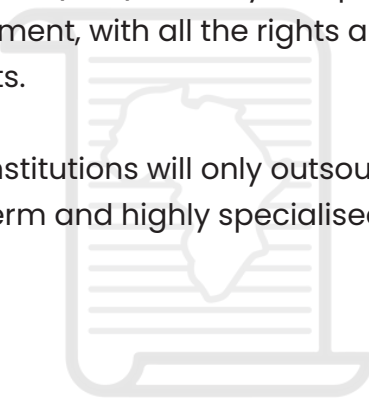 ment, with all the rights a
ts.
nstitutions will only outsou
erm and highly specialised